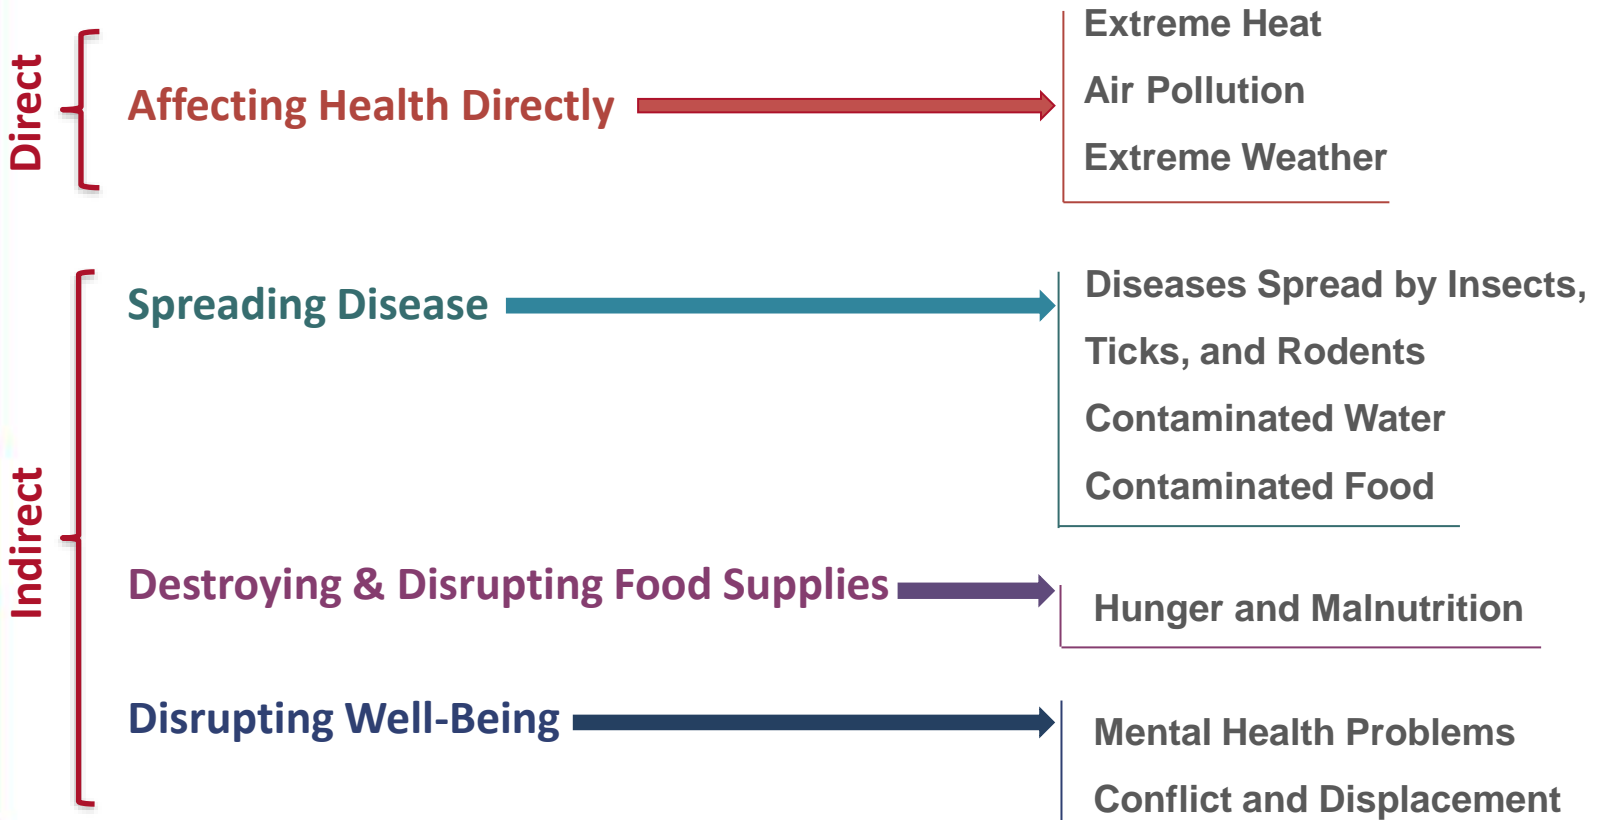 Direct
Affecting Health Directly
Extreme Heat
Air Pollution
Extreme Weather
Indirect
Spreading Disease
Diseases Spread by Insects,
Ticks, and Rodents
Contaminated Water
Contaminated Food
Destroying & Disrupting Food Supplies
Hunger and Malnutrition
Disrupting Well-Being
Mental Health Problems
Conflict and Displacement